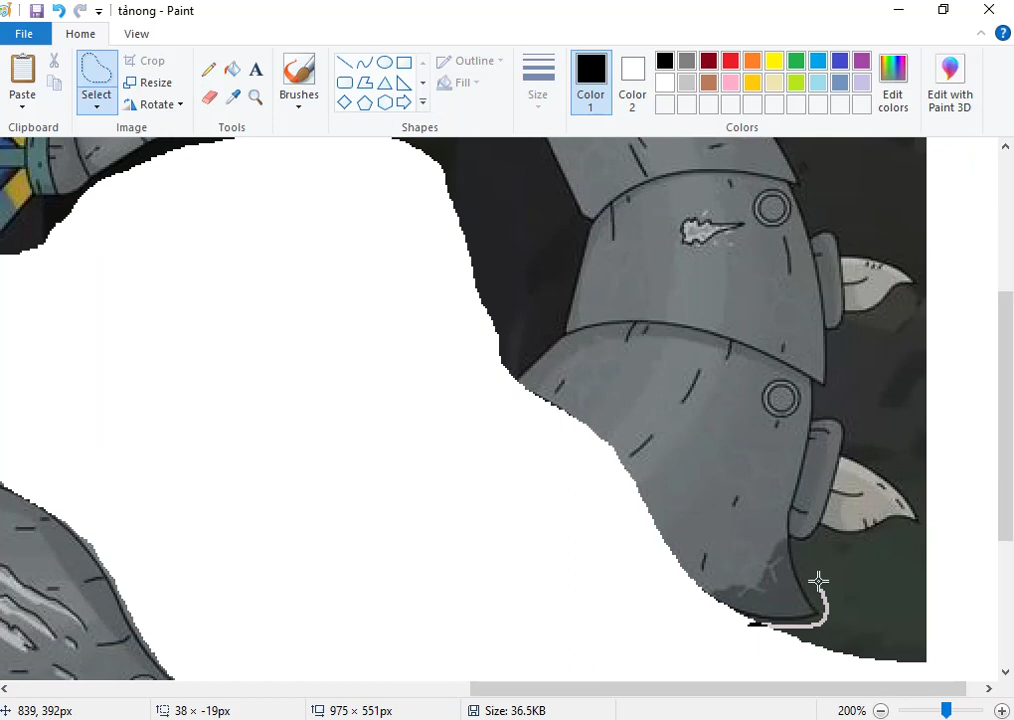 tảnong - Paint
File
Home
View
Paste
Clipboard
Select
Crop
Resize
Rotate
Image
A
Tools
Brushes
Shapes
Outline
Fill
Size
Color 1
Color 2
Colors
Edit colors
Edit with Paint 3D
839, 392px
38 × -19px
975 × 551px
Size: 36.5KB
200%